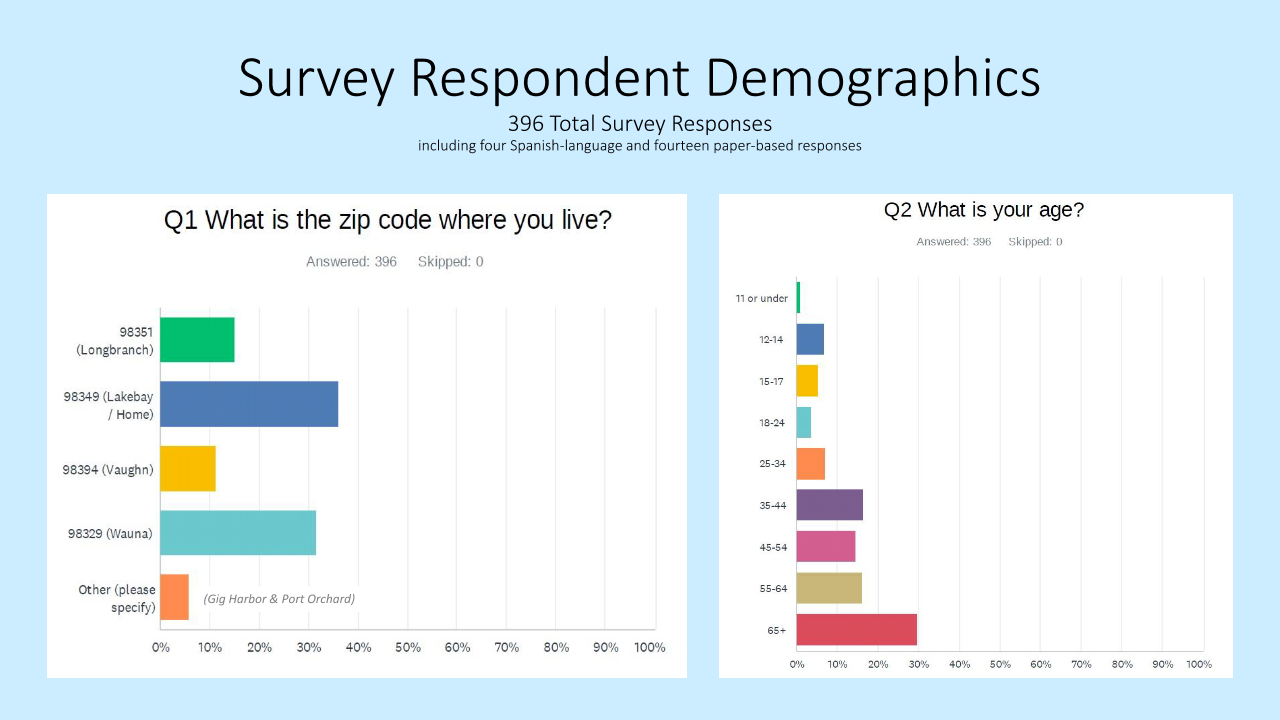 Survey Respondent Demographics
396 Total Survey Responses
including four Spanish-language and fourteen paper-based responses
Q1 What is the zip code where you live?
Answered: 396 Skipped: 0
98351
(Longbranch)
98349 (Lakebay
/ Home)
98394 (Vaughn)
98329 (Wauna)
Other (please
specify)
(Gig Harbor & Port Orchard)
0% 10% 20% 30% 40% 50% 60% 70% 80% 90% 100%
Q2 What is your age?
Answered: 396 Skipped: 0
11 or under
12-14
15-17
18-24
25-34
35-44
45-54
55-64
65+
0% 10% 20% 30% 40% 50% 60% 70% 80% 90% 100%